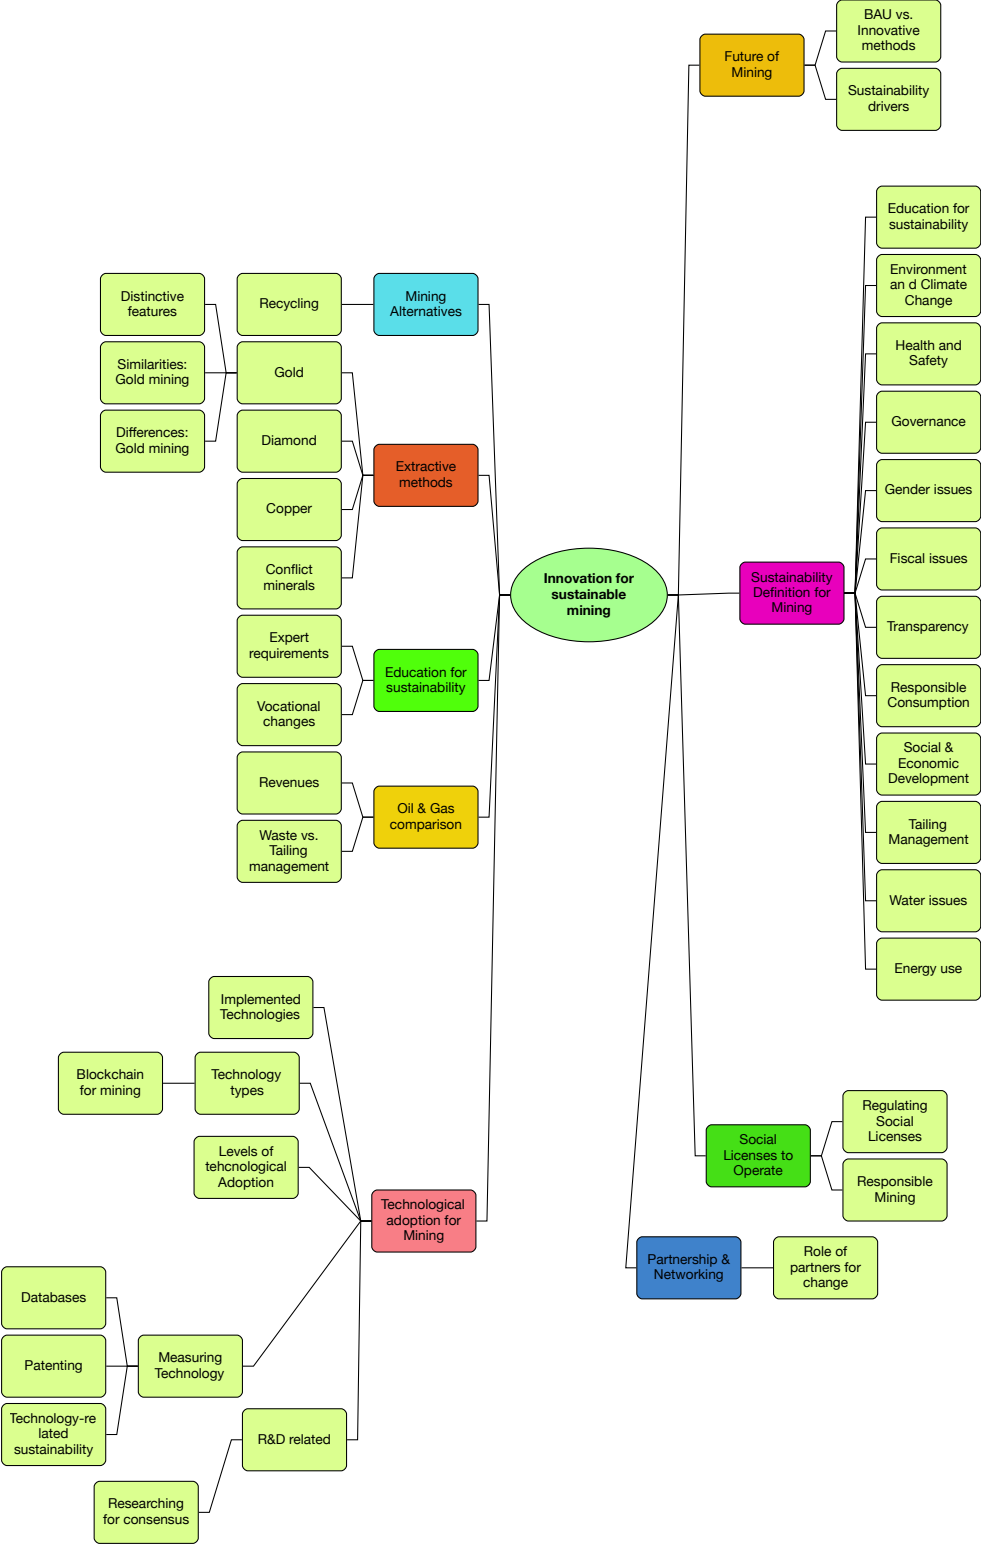 BAU vs.
Innovative
methods
Future of
Mining
Sustainability
drivers
Education for
sustainability
Environment
an d Climate
Change
Health and
Safety
Governance
Gender issues
Fiscal issues
Sustainability
Definition for
Mining
Transparency
Responsible
Consumption
Social &
Economic
Development
Tailing
Management
Water issues
Energy use
Regulating
Social
Licenses
Social
Licenses to
Operate
Responsible
Mining
Partnership &
Networking
Role of
partners for
change
Innovation for
sustainable
mining
Mining
Alternatives
Recycling
Distinctive
features
Similarities:
Gold mining
Differences:
Gold mining
Gold
Diamond
Extractive
methods
Copper
Conflict
minerals
Expert
requirements
Education for
sustainability
Vocational
changes
Revenues
Oil & Gas
comparison
Waste vs.
Tailing
management
Implemented
Technologies
Blockchain
for mining
Technology
types
Levels of
tehcnological
Adoption
Technological
adoption for
Mining
Databases
Patenting
Measuring
Technology
Technology-re
lated
sustainability
R&D related
Researching
for consensus